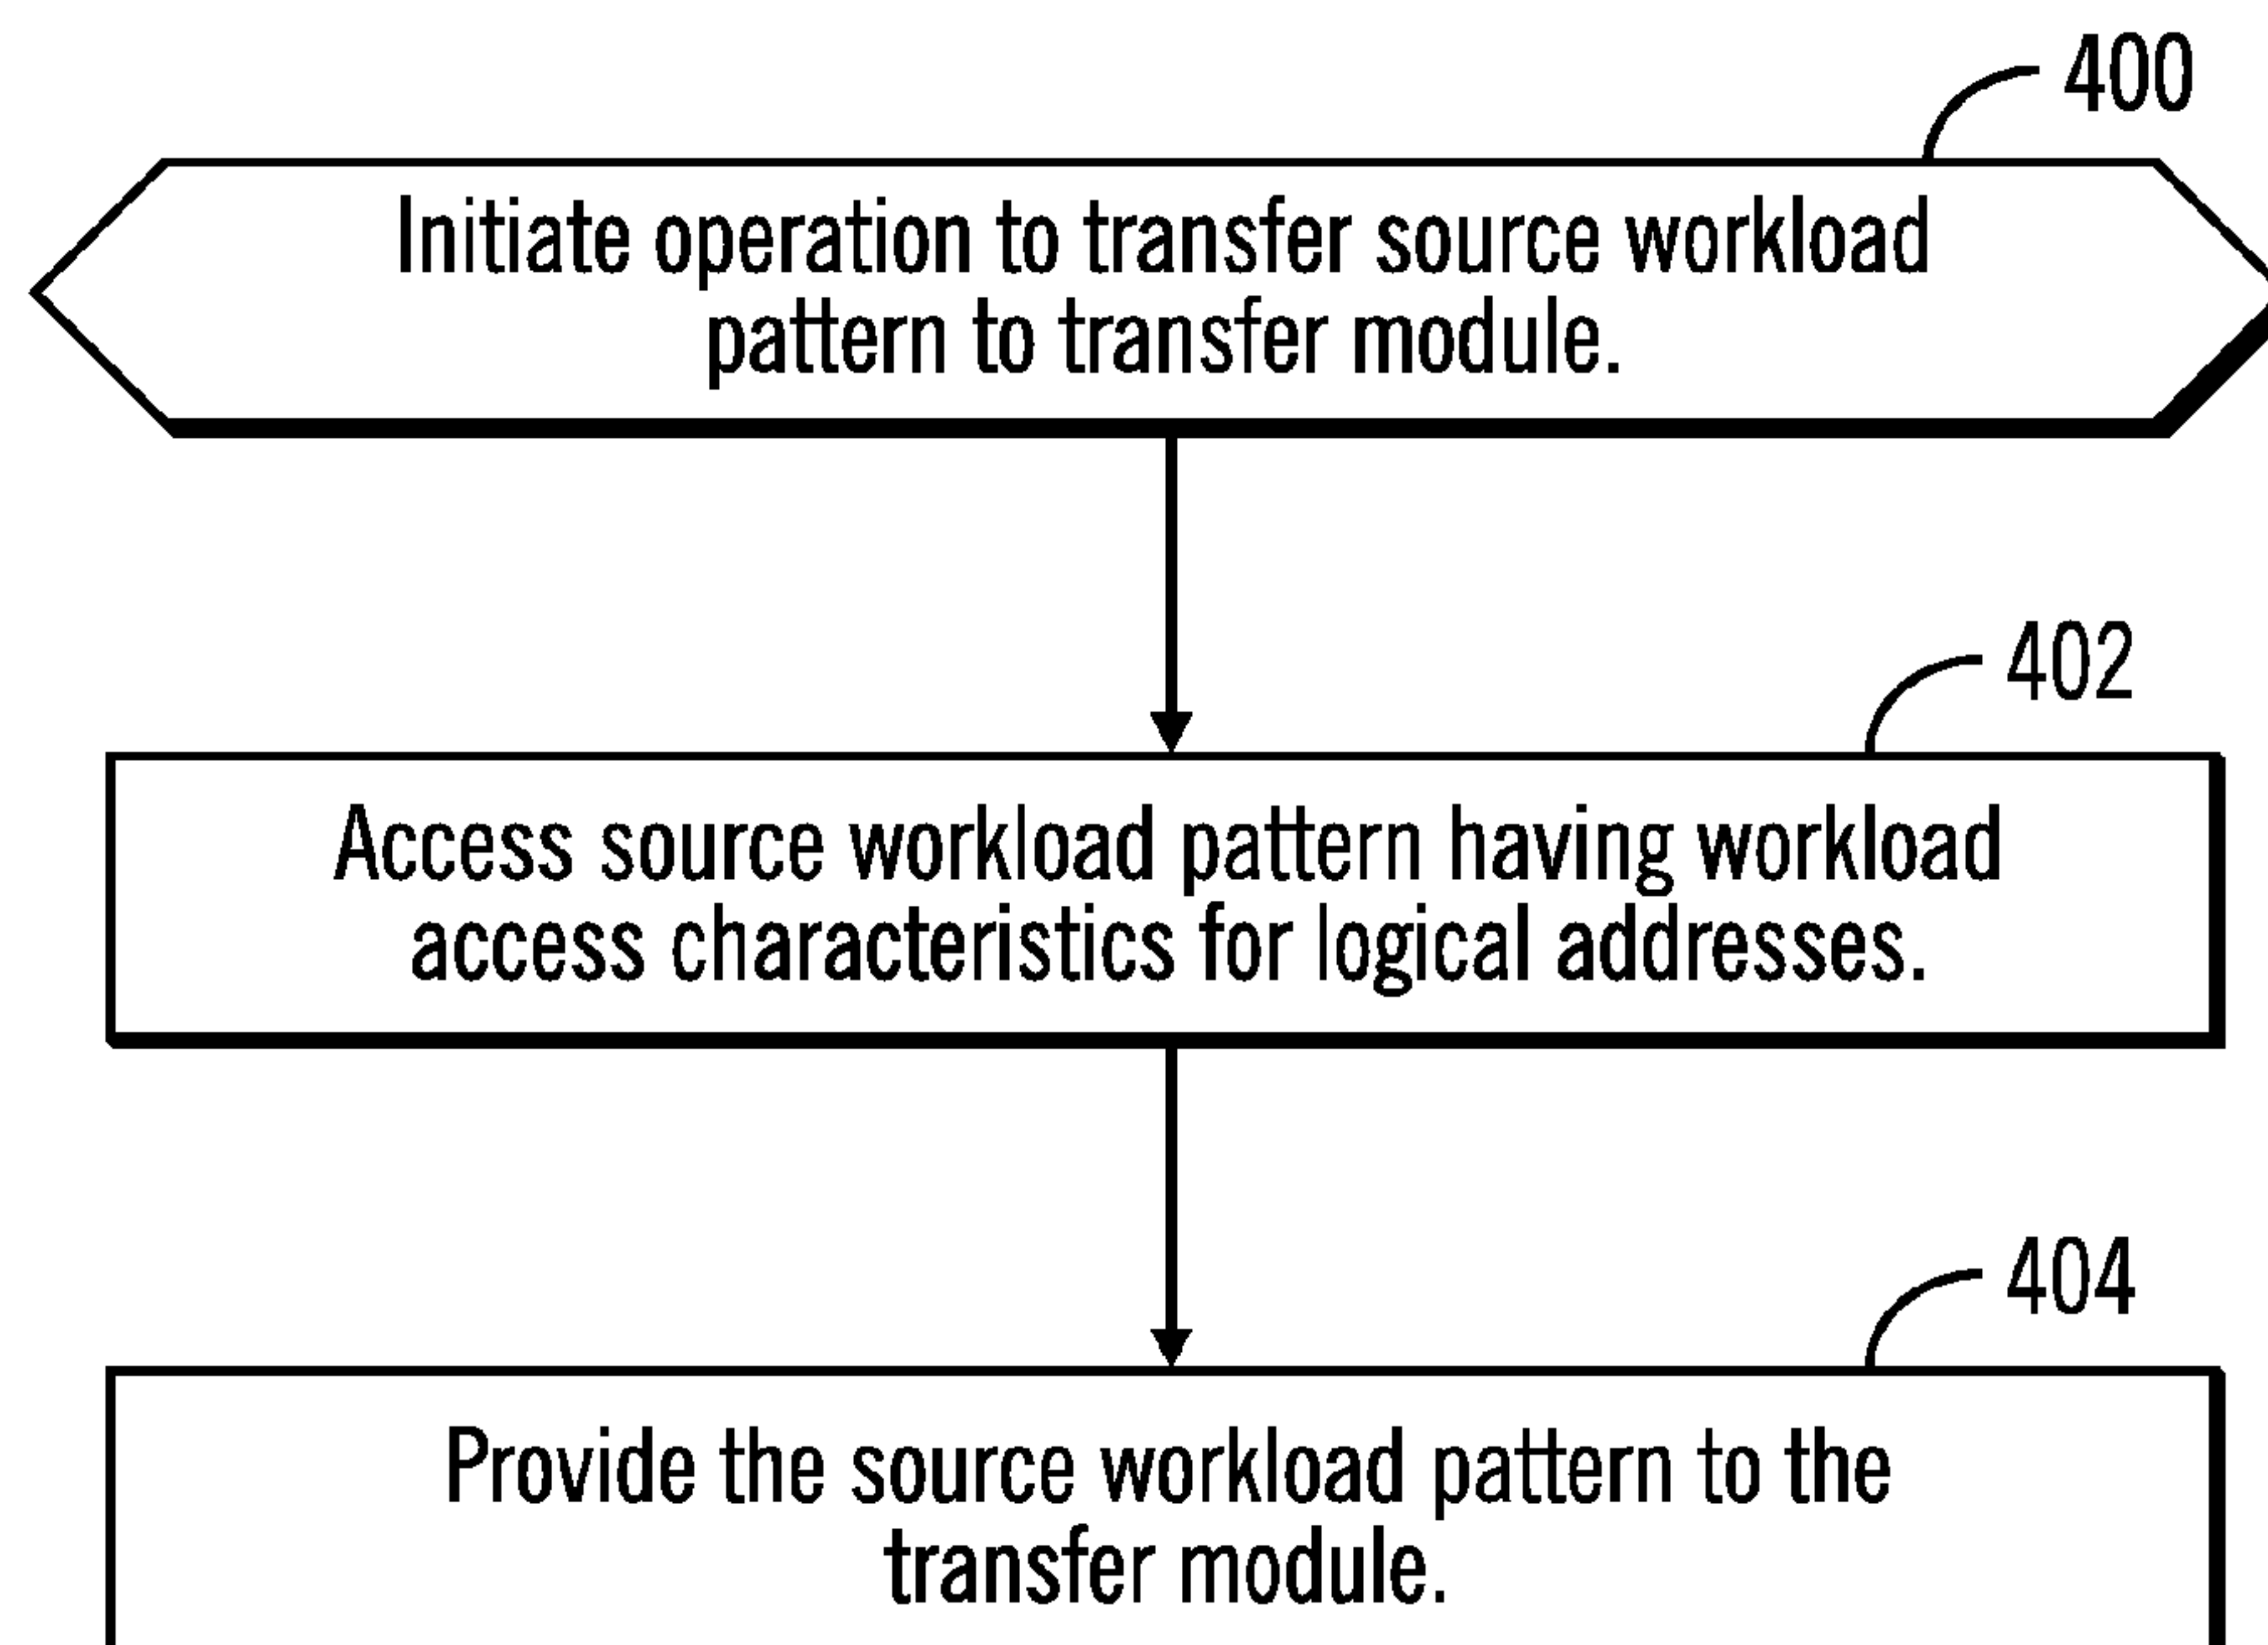 400
Initiate operation to transfer source workload
pattern to transfer module.
402
Access source workload pattern having workload
access characteristics for logical addresses.
404
Provide the source workload pattern to the
transfer module.